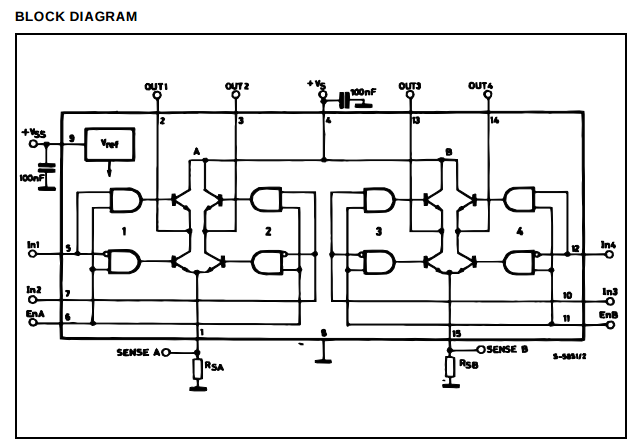 BLOCK DIAGRAM
OUT1 OUT2 +VS 100nF OUT3 OUT4
2 3 4 13 14
+VSS 9 Vref A B
100nF
1 2 3 4
In1 5 12 In4
In2 7 10 In3
EnA 6 11 EnB
1 8 15
SENSE A SENSE B S-5851/2
RSA RSB